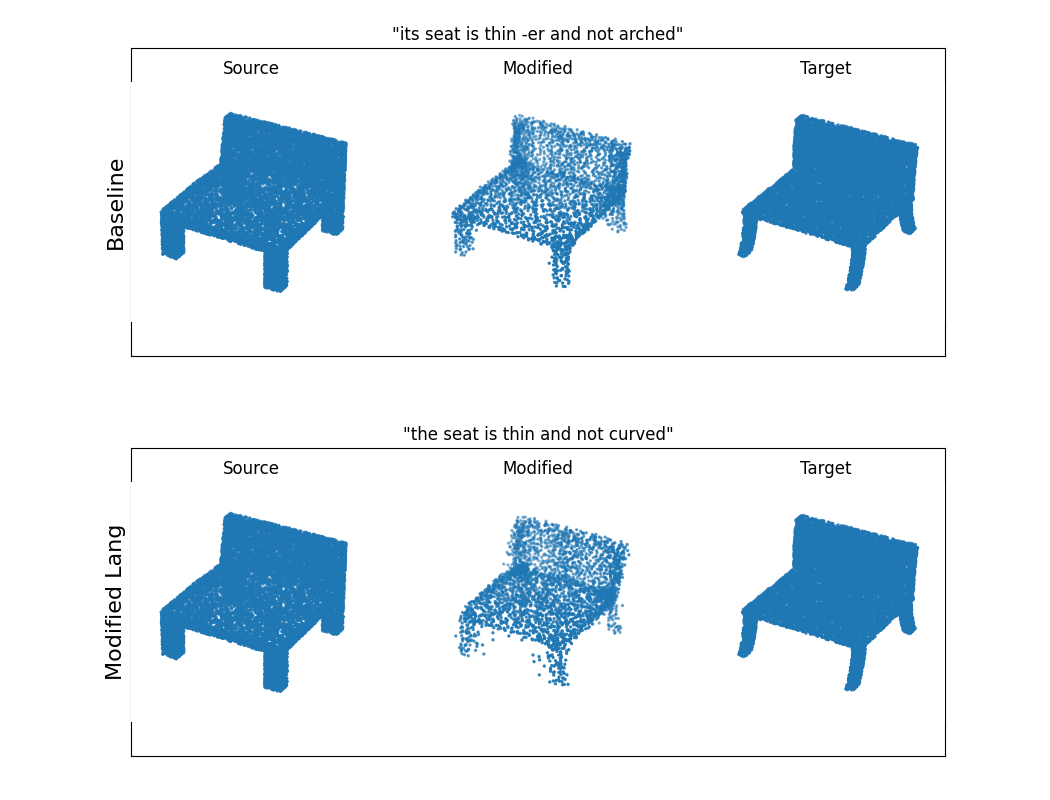 "its seat is thin -er and not arched"
Source Modified Target
Baseline
"the seat is thin and not curved"
Source Modified Target
Modified Lang